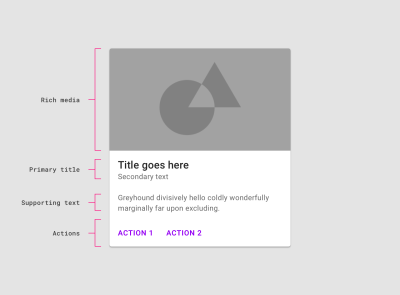 Rich media
Primary title
Title goes here
Secondary text
Supporting text
Greyhound divisively hello coldly wonderfully
marginally far upon excluding.
Actions
ACTION 1 ACTION 2